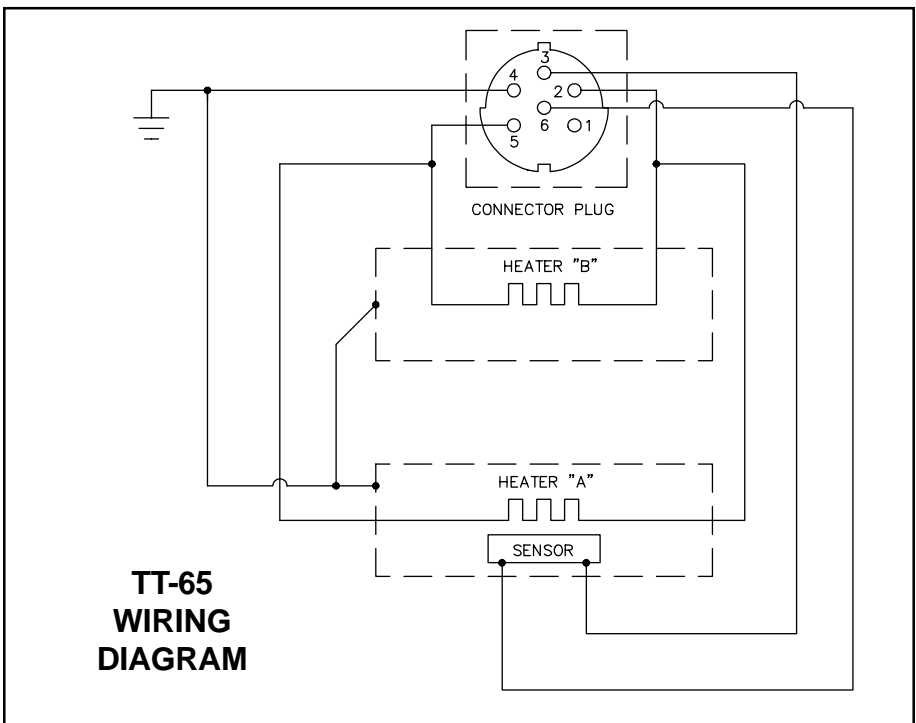 3
4
2
6
1
5
CONNECTOR PLUG
HEATER "B"
HEATER "A"
SENSOR
TT-65
WIRING
DIAGRAM